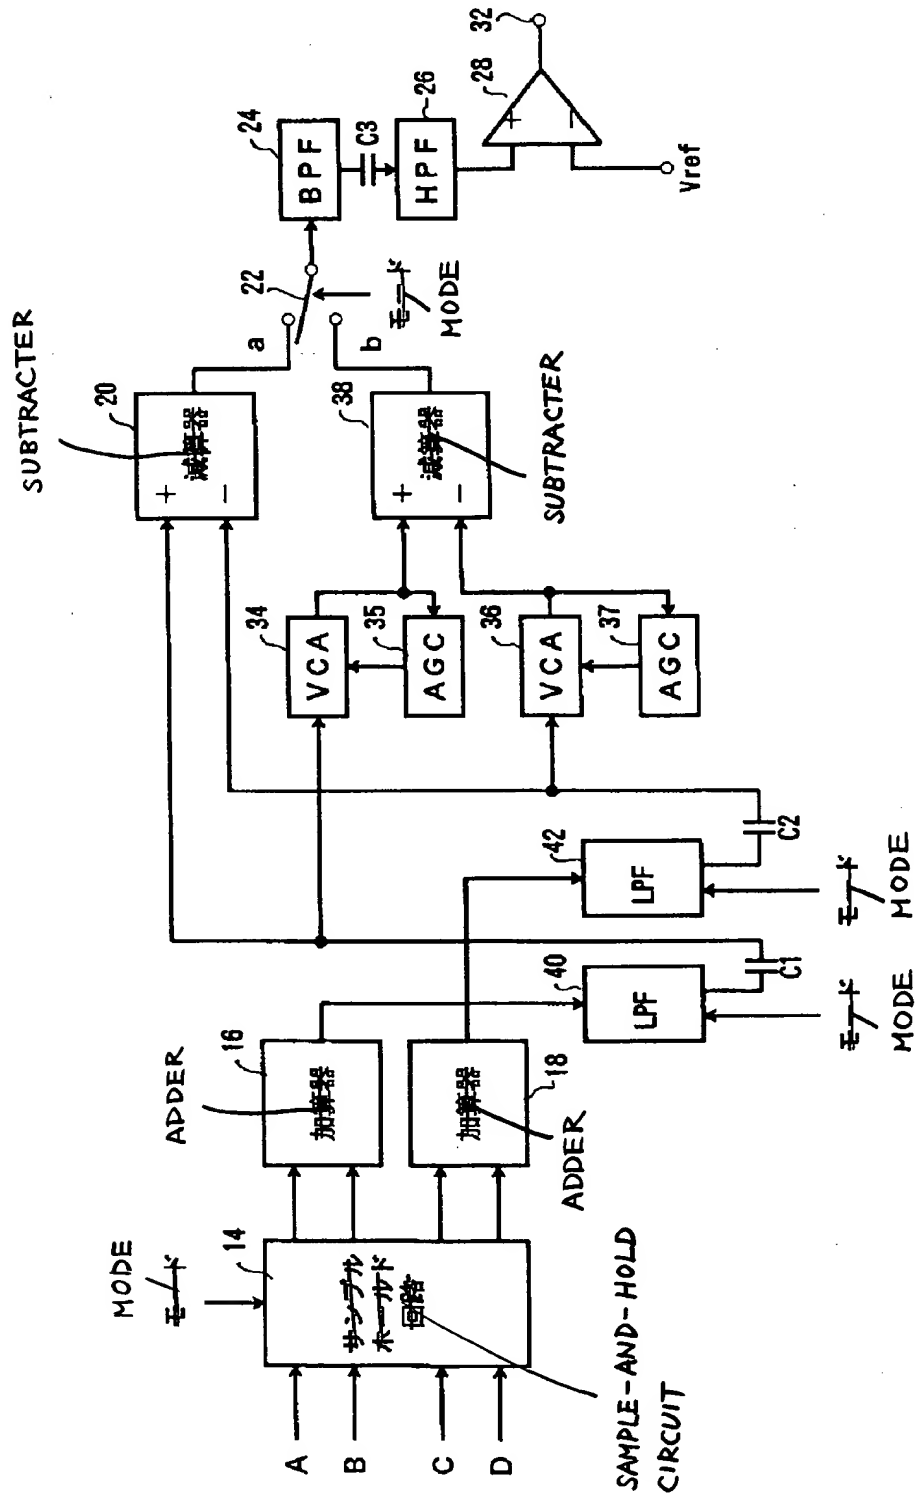 A
B
C
D
MODE
モード
14
サンプル
ホールド
回路
SAMPLE-AND-HOLD
CIRCUIT
ADDER
16
加算器
加算器
18
ADDER
40
LPF
C1
モード
MODE
42
LPF
C2
モード
MODE
34
VCA
35
AGC
36
VCA
37
AGC
SUBTRACTER
20
減算器
+
−
38
減算器
+
−
SUBTRACTER
a
b
22
モード
MODE
24
BPF
C3
26
HPF
28
+
−
32
Vref